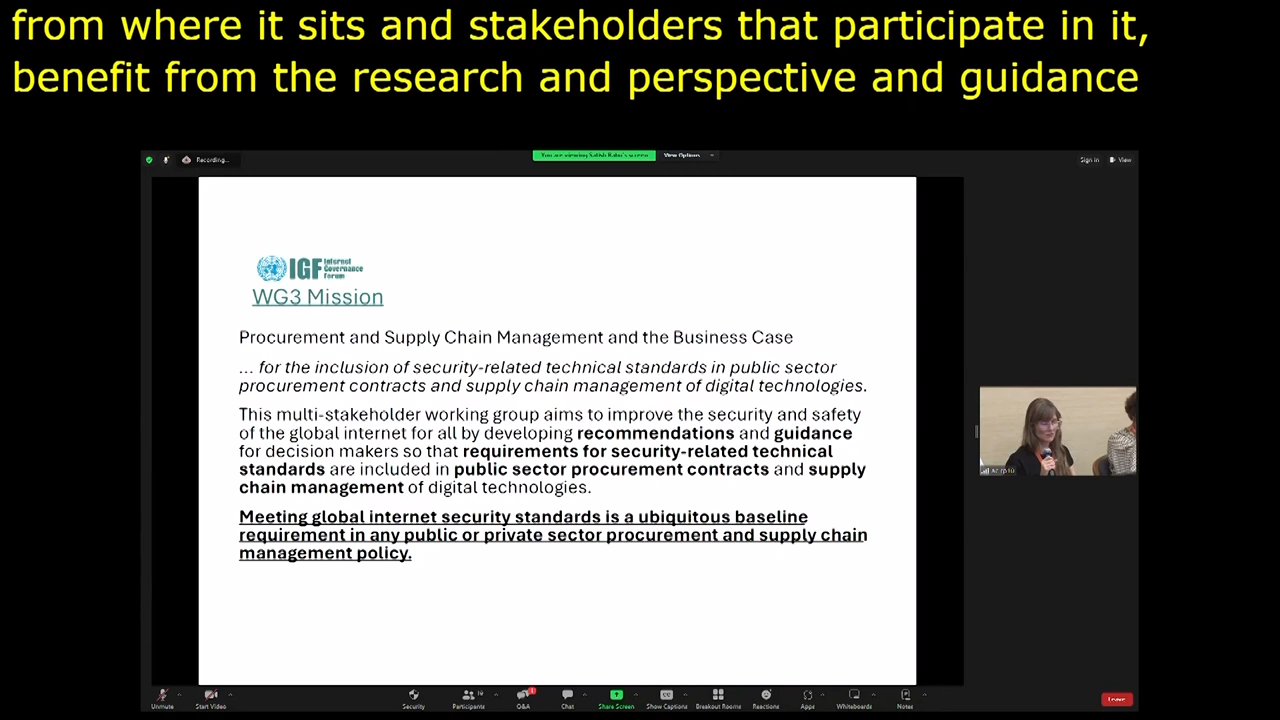 from where it sits and stakeholders that participate in it,
benefit from the research and perspective and guidance
Recording...
You are viewing Satish Babu's screen
View Options
Sign in
View
IGF Internet
Governance
Forum
WG3 Mission
Procurement and Supply Chain Management and the Business Case
... for the inclusion of security-related technical standards in public sector
procurement contracts and supply chain management of digital technologies.
This multi-stakeholder working group aims to improve the security and safety
of the global internet for all by developing recommendations and guidance
for decision makers so that requirements for security-related technical
standards are included in public sector procurement contracts and supply
chain management of digital technologies.
Meeting global internet security standards is a ubiquitous baseline
requirement in any public or private sector procurement and supply chain
management policy.
Unmute
Start Video
Security
Participants
Q&A
Chat
Share Screen
Show Captions
Breakout Rooms
Reactions
Apps
Whiteboards
Notes
Leave